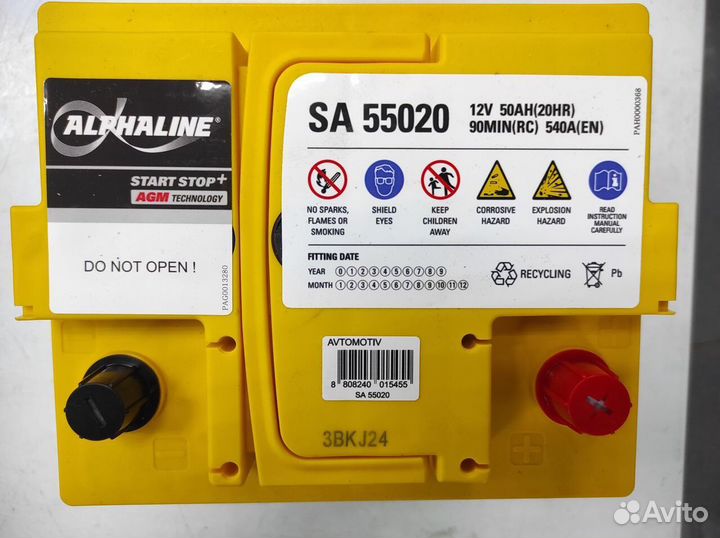 ALPHALINE®
START STOP+
AGM TECHNOLOGY
DO NOT OPEN !
PAG0013280
SA 55020
12V 50AH(20HR)
90MIN(RC) 540A(EN)
PAH0000368
NO SPARKS,
FLAMES OR
SMOKING
SHIELD
EYES
KEEP
CHILDREN
AWAY
CORROSIVE
HAZARD
EXPLOSION
HAZARD
READ
INSTRUCTION
MANUAL
CAREFULLY
FITTING DATE
YEAR 0 1 2 3 4 5 6 7 8 9
MONTH 1 2 3 4 5 6 7 8 9 10 11 12
RECYCLING
Pb
AVTOMOTIV
8 808240 015455
SA 55020
3BKJ24
Avito